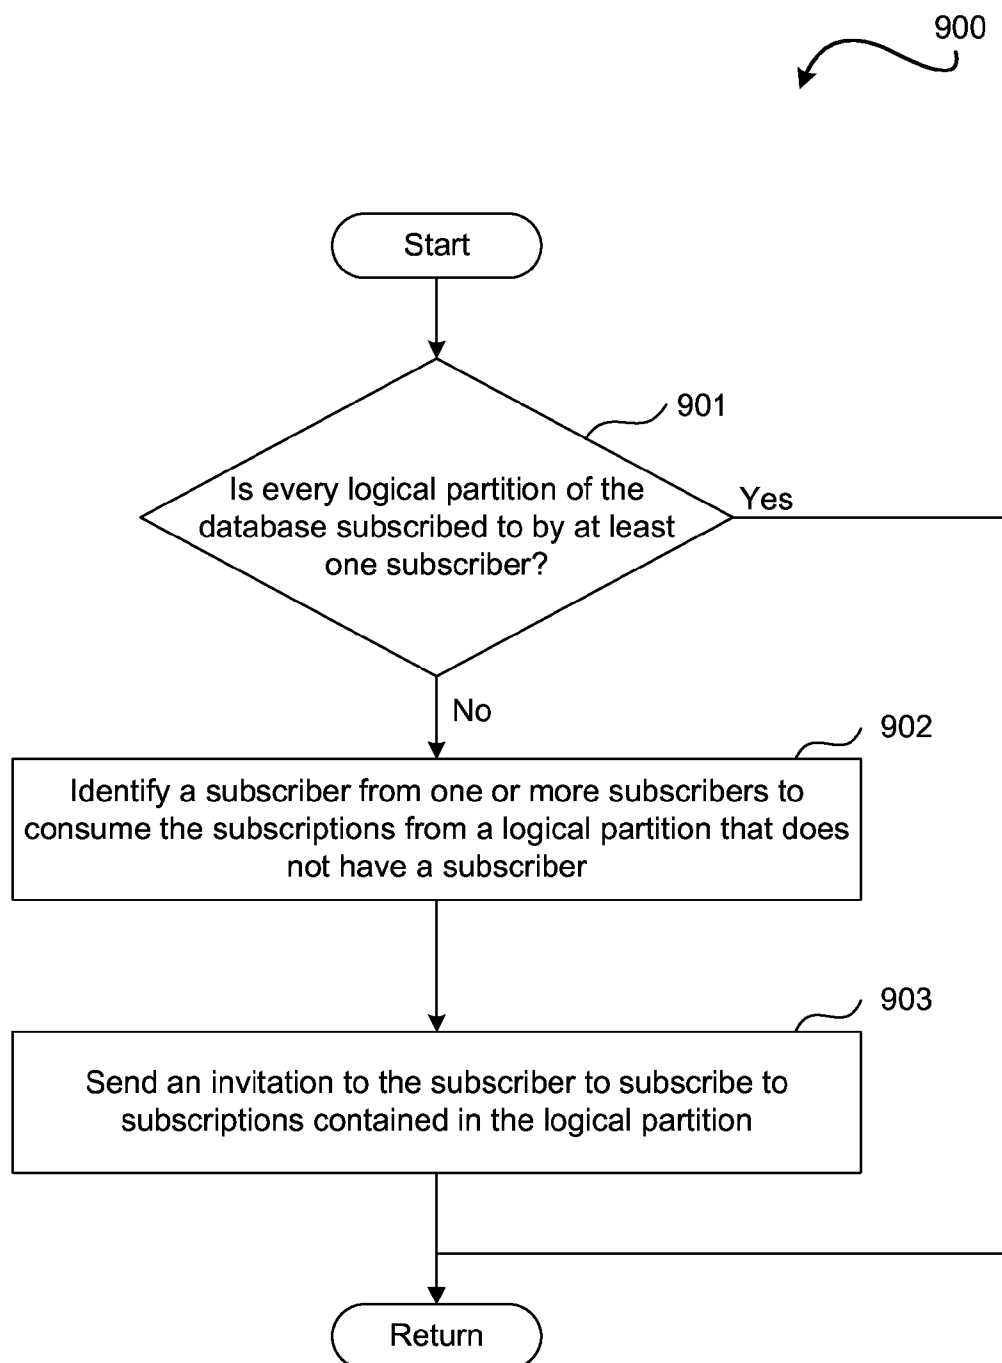 900
Start
901
Is every logical partition of the
database subscribed to by at least
one subscriber?
Yes
No
902
Identify a subscriber from one or more subscribers to
consume the subscriptions from a logical partition that does
not have a subscriber
903
Send an invitation to the subscriber to subscribe to
subscriptions contained in the logical partition
Return